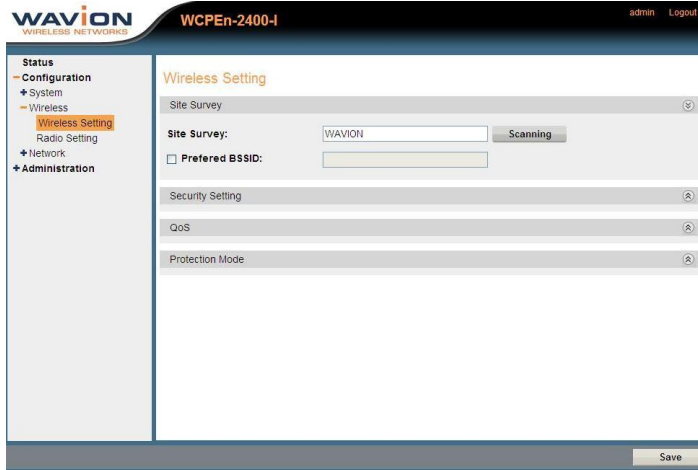 WAVION
WIRELESS NETWORKS
WCPEn-2400-I
admin Logout
Status
Configuration
System
Wireless
Wireless Setting
Radio Setting
Network
Administration
Wireless Setting
Site Survey
Site Survey: WAVION Scanning
Prefered BSSID:
Security Setting
QoS
Protection Mode
Save